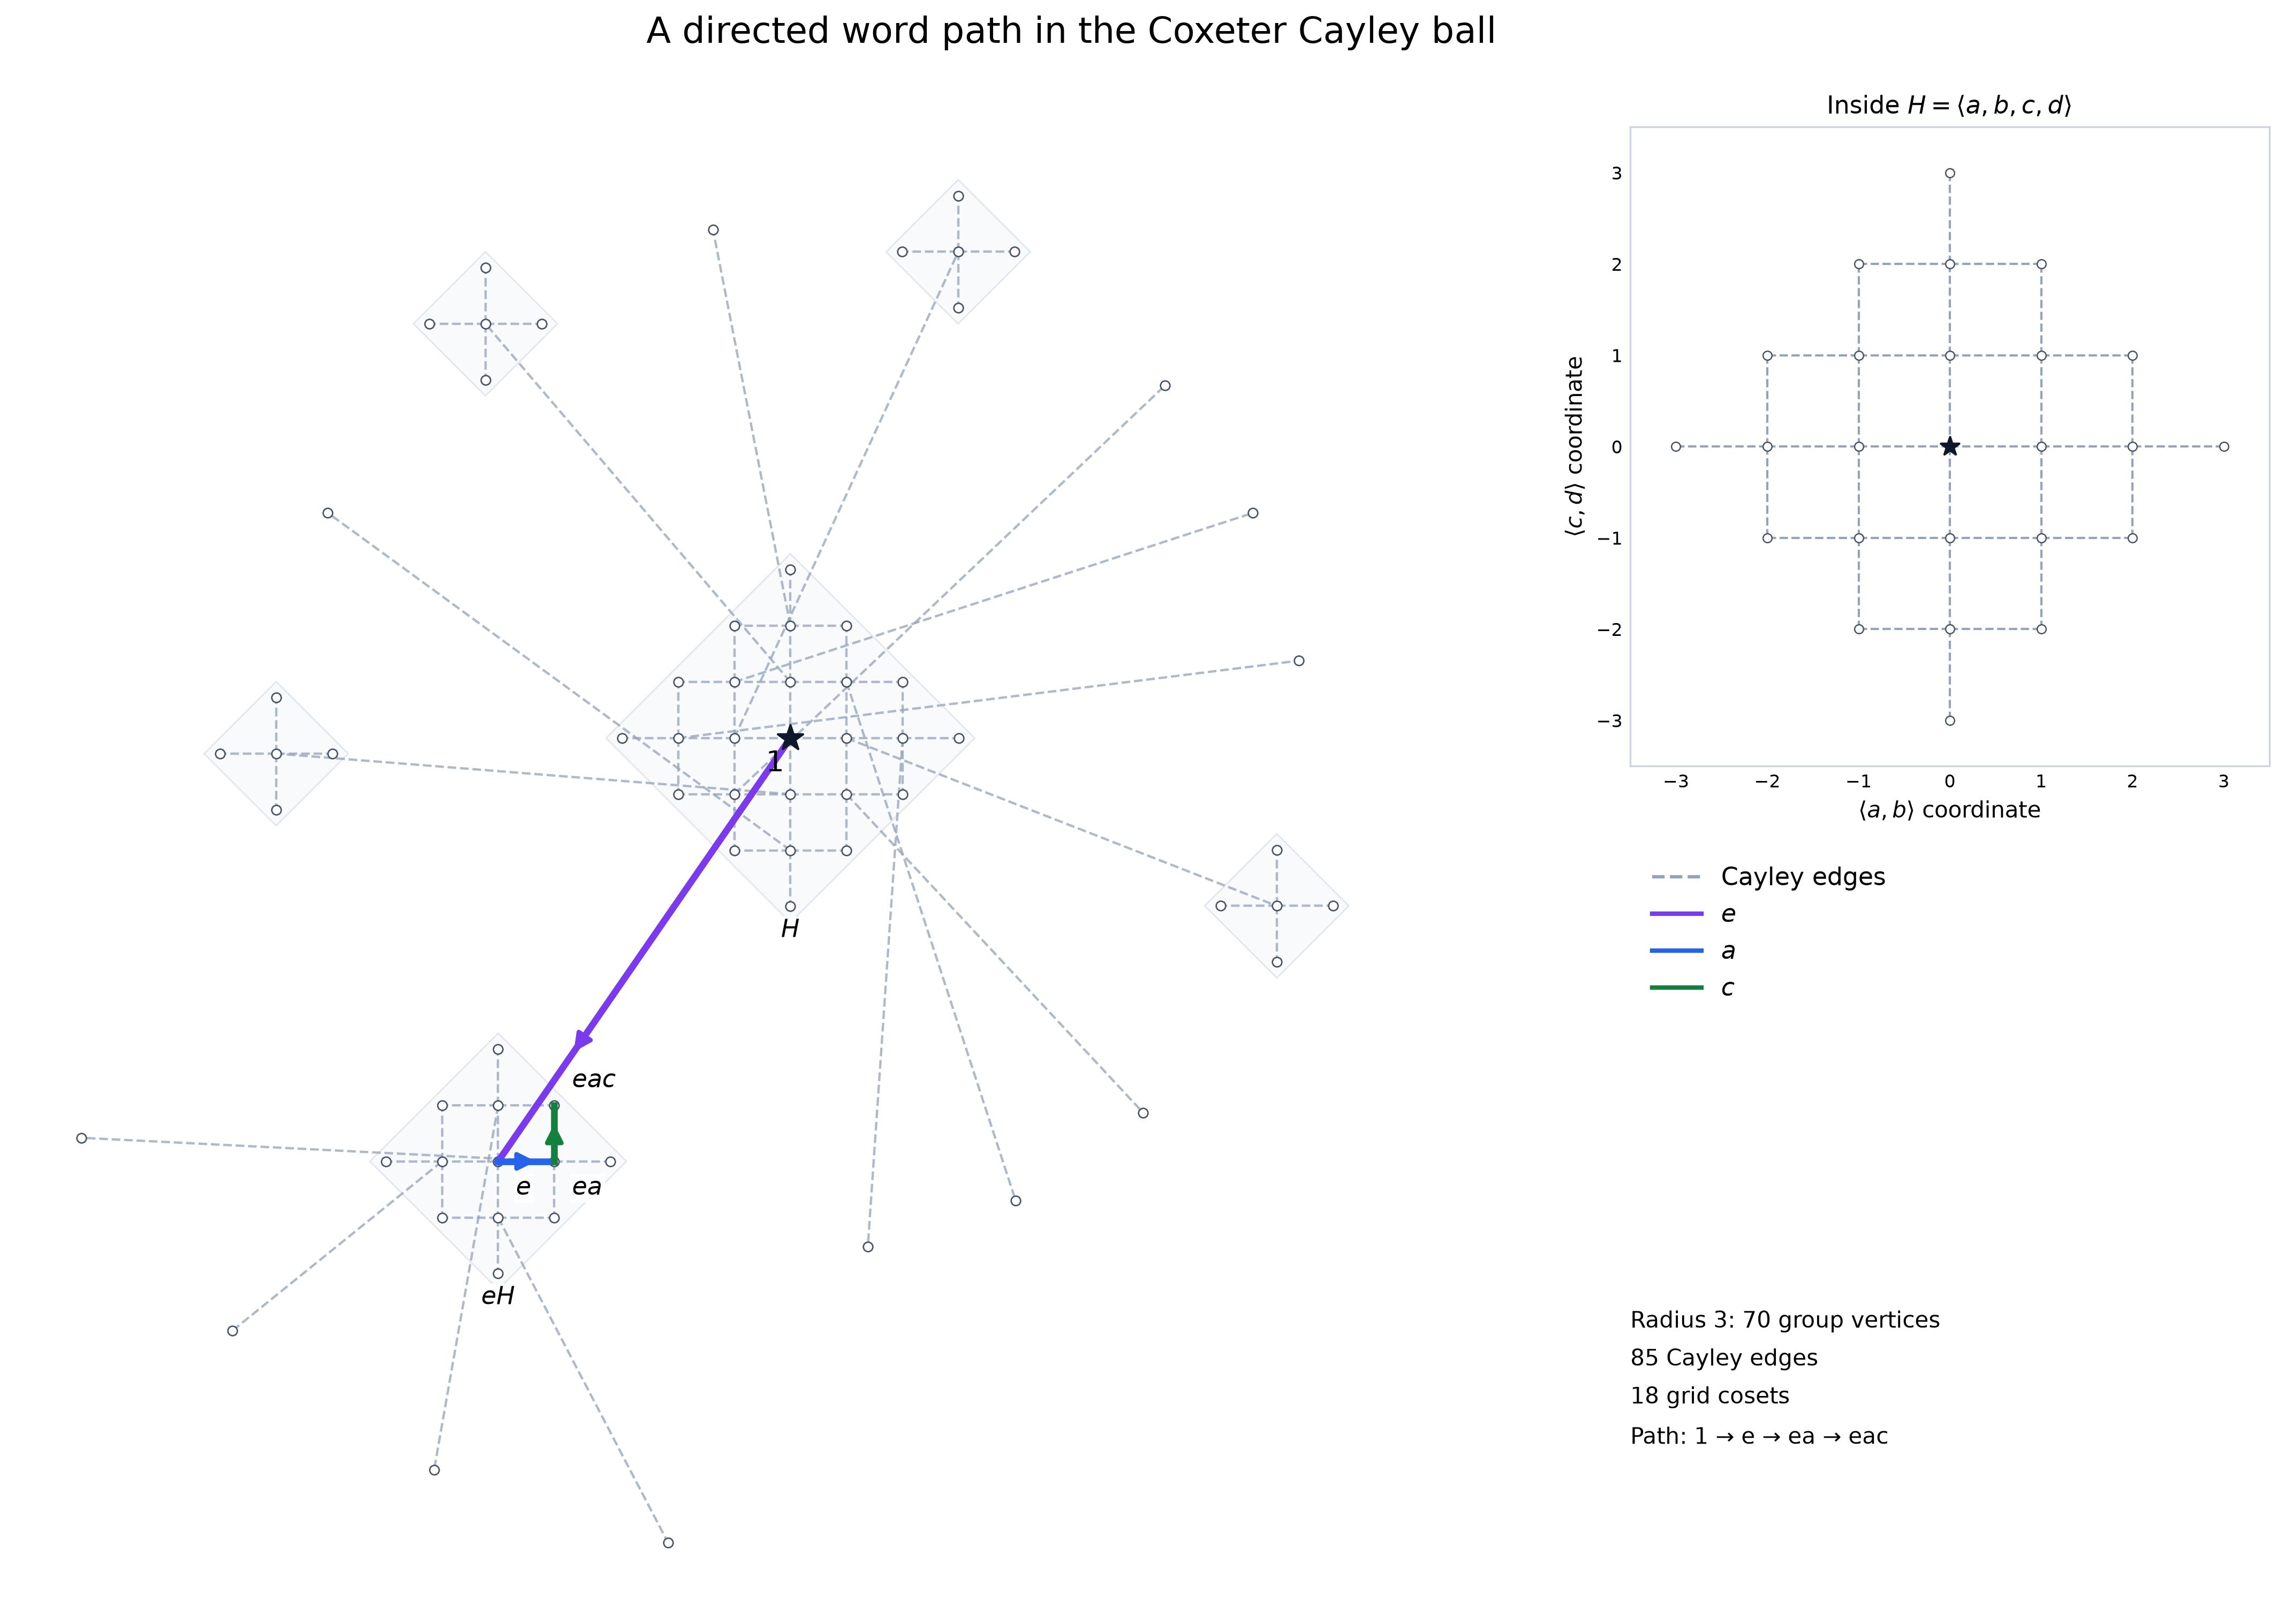 A directed word path in the Coxeter Cayley ball
Inside H = ⟨a, b, c, d⟩
⟨c, d⟩ coordinate
3
2
1
0
−1
−2
−3
−3
−2
−1
0
1
2
3
⟨a, b⟩ coordinate
Cayley edges
e
a
c
1
H
eac
e
ea
eH
Radius 3: 70 group vertices
85 Cayley edges
18 grid cosets
Path: 1 → e → ea → eac